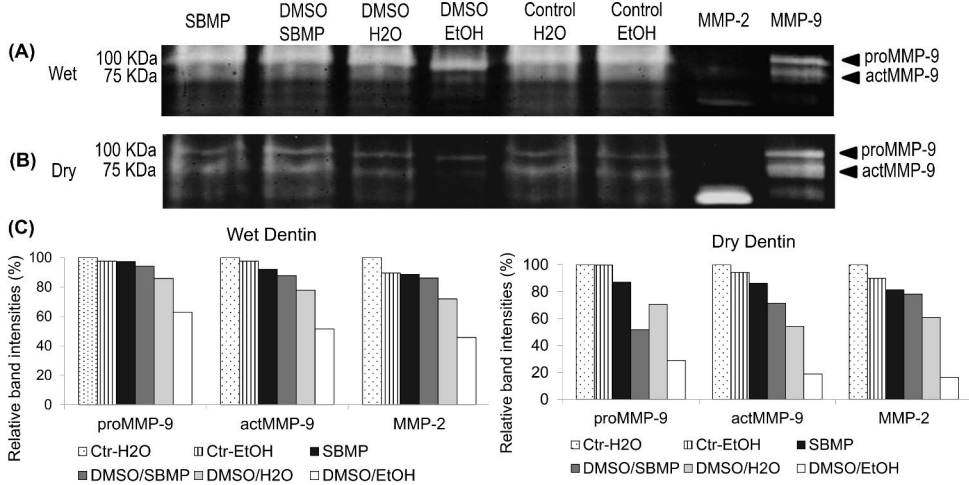 SBMP DMSO SBMP DMSO H2O DMSO EtOH Control H2O Control EtOH MMP-2 MMP-9
(A) Wet
100 KDa
75 KDa
proMMP-9
actMMP-9
(B) Dry
100 KDa
75 KDa
proMMP-9
actMMP-9
(C)
Wet Dentin
Relative band intensities (%)
100
80
60
40
20
0
proMMP-9 actMMP-9 MMP-2
Ctr-H2O Ctr-EtOH SBMP
DMSO/SBMP DMSO/H2O DMSO/EtOH
Dry Dentin
Relative band intensities (%)
100
80
60
40
20
0
proMMP-9 actMMP-9 MMP-2
Ctr-H2O Ctr-EtOH SBMP
DMSO/SBMP DMSO/H2O DMSO/EtOH